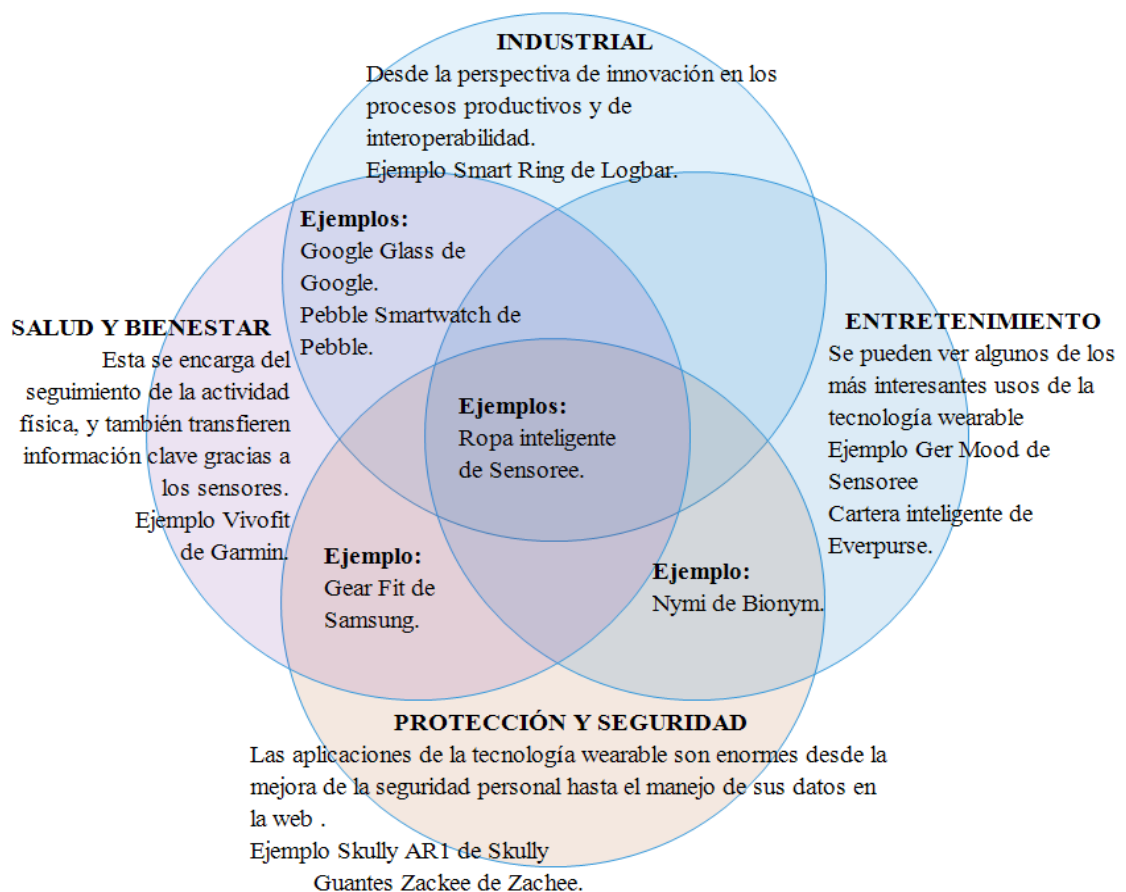 INDUSTRIAL
Desde la perspectiva de innovación en los
procesos productivos y de
interoperabilidad.
Ejemplo Smart Ring de Logbar.
Ejemplos:
Google Glass de
Google.
Pebble Smartwatch de
Pebble.
SALUD Y BIENESTAR
Esta se encarga del
seguimiento de la actividad
física, y también transfieren
información clave gracias a
los sensores.
Ejemplo Vivofit
de Garmin.
Ejemplos:
Ropa inteligente
de Sensoree.
ENTRETENIMIENTO
Se pueden ver algunos de los
más interesantes usos de la
tecnología wearable
Ejemplo Ger Mood de
Sensoree
Cartera inteligente de
Everpurse.
Ejemplo:
Gear Fit de
Samsung.
Ejemplo:
Nymi de Bionym.
PROTECCIÓN Y SEGURIDAD
Las aplicaciones de la tecnología wearable son enormes desde la
mejora de la seguridad personal hasta el manejo de sus datos en
la web .
Ejemplo Skully AR1 de Skully
Guantes Zackee de Zachee.